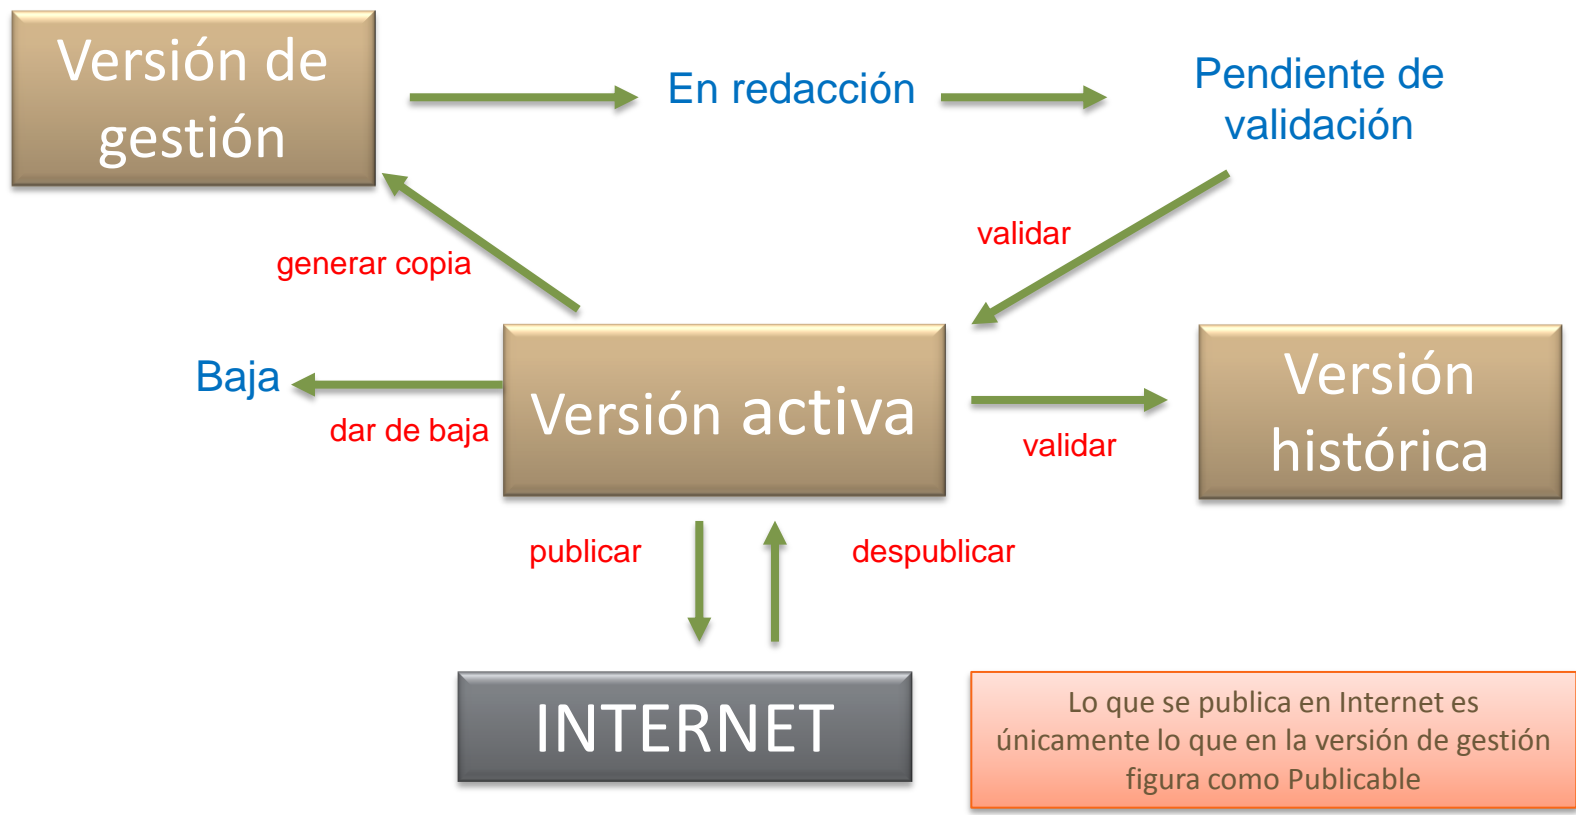 Versión de
gestión
En redacción
Pendiente de
validación
validar
generar copia
Baja
dar de baja
Versión activa
validar
Versión
histórica
publicar
despublicar
INTERNET
Lo que se publica en Internet es
únicamente lo que en la versión de gestión
figura como Publicable